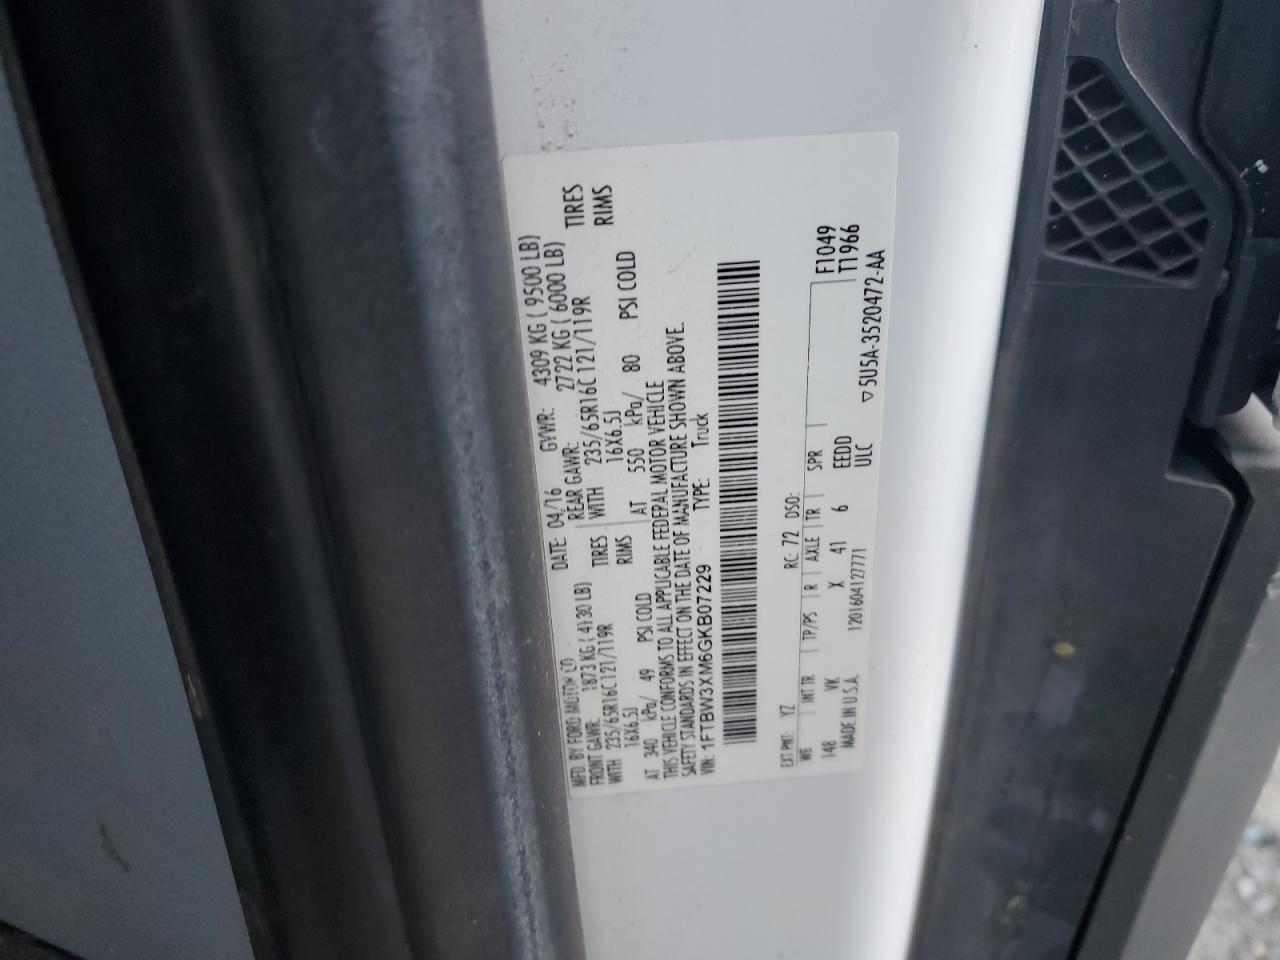 MFD. BY FORD MOTOR CO. DATE: 04/16 GVWR: 4309 KG ( 9500 LB)
FRONT GAWR: 1873 KG ( 4130 LB) REAR GAWR: 2722 KG ( 6000 LB)
WITH 235/65R16C 121/119R TIRES WITH 235/65R16C 121/119R TIRES
16X6.5J RIMS 16X6.5J RIMS
AT 340 kPa/ 49 PSI COLD AT 550 kPa/ 80 PSI COLD
THIS VEHICLE CONFORMS TO ALL APPLICABLE FEDERAL MOTOR VEHICLE
SAFETY STANDARDS IN EFFECT ON THE DATE OF MANUFACTURE SHOWN ABOVE.
VIN: 1FTBW3XM6GKB07229 TYPE: Truck
EXT PNT: YZ RC: 72 DSO:
WB INT TR TP/PS R AXLE TR SPR F1049
148 VK X 41 6 EEDD T1966
MADE IN U.S.A. 1201604127771 ULC ▽5U5A-3520472-AA